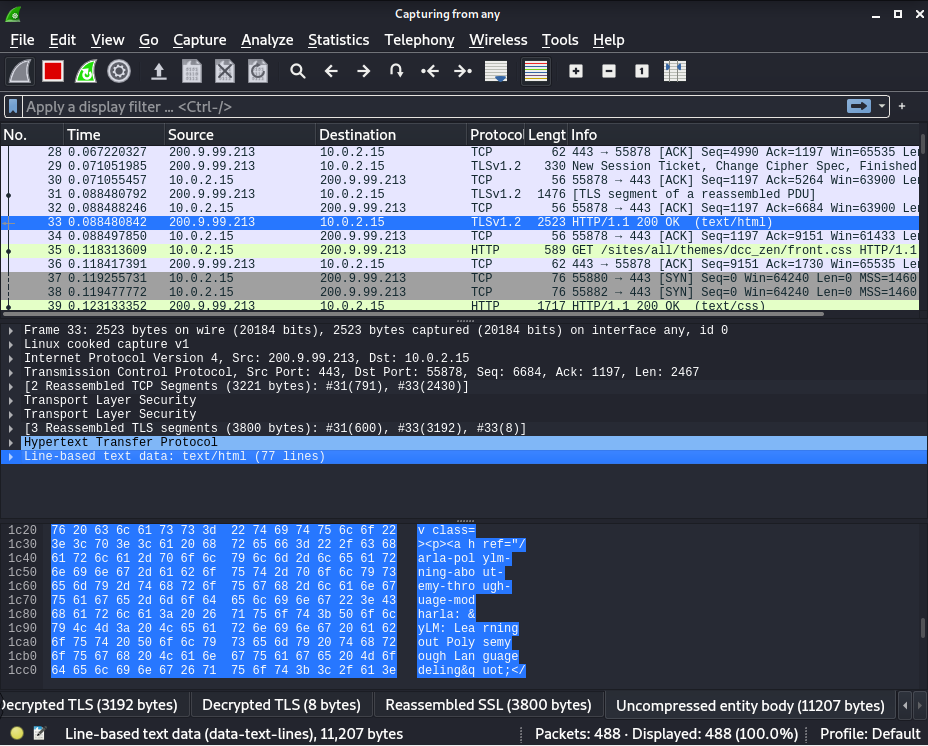 Capturing from any
File Edit View Go Capture Analyze Statistics Telephony Wireless Tools Help
Apply a display filter ... <Ctrl-/>
No. Time Source Destination Protocol Lengt Info
28 0.067220327 200.9.99.213 10.0.2.15 TCP 62 443 → 55878 [ACK] Seq=4990 Ack=1197 Win=65535 Len
29 0.071051985 200.9.99.213 10.0.2.15 TLSv1.2 330 New Session Ticket, Change Cipher Spec, Finished
30 0.071055457 10.0.2.15 200.9.99.213 TCP 56 55878 → 443 [ACK] Seq=1197 Ack=5264 Win=63900 Le
31 0.088480792 200.9.99.213 10.0.2.15 TLSv1.2 1476 [TLS segment of a reassembled PDU]
32 0.088488246 10.0.2.15 200.9.99.213 TCP 56 55878 → 443 [ACK] Seq=1197 Ack=6684 Win=63900 Le
33 0.088480842 200.9.99.213 10.0.2.15 TLSv1.2 2523 HTTP/1.1 200 OK (text/html)
34 0.088497850 10.0.2.15 200.9.99.213 TCP 56 55878 → 443 [ACK] Seq=1197 Ack=9151 Win=61433 Le
35 0.118313609 10.0.2.15 200.9.99.213 HTTP 589 GET /sites/all/themes/dcc_zen/front.css HTTP/1.1
36 0.118417391 200.9.99.213 10.0.2.15 TCP 62 443 → 55878 [ACK] Seq=9151 Ack=1730 Win=65535 Le
37 0.119255731 10.0.2.15 200.9.99.213 TCP 76 55880 → 443 [SYN] Seq=0 Win=64240 Len=0 MSS=1460
38 0.119477772 10.0.2.15 200.9.99.213 TCP 76 55882 → 443 [SYN] Seq=0 Win=64240 Len=0 MSS=1460
39 0.123133352 200.9.99.213 10.0.2.15 HTTP 1717 HTTP/1.1 200 OK (text/css)
Frame 33: 2523 bytes on wire (20184 bits), 2523 bytes captured (20184 bits) on interface any, id 0
Linux cooked capture v1
Internet Protocol Version 4, Src: 200.9.99.213, Dst: 10.0.2.15
Transmission Control Protocol, Src Port: 443, Dst Port: 55878, Seq: 6684, Ack: 1197, Len: 2467
[2 Reassembled TCP Segments (3221 bytes): #31(791), #33(2430)]
Transport Layer Security
Transport Layer Security
[3 Reassembled TLS segments (3800 bytes): #31(600), #33(3192), #33(8)]
Hypertext Transfer Protocol
Line-based text data: text/html (77 lines)
1c20 76 20 63 6c 61 73 73 3d 22 74 69 74 75 6c 6f 22 v class=
1c30 3e 3c 70 3e 3c 61 20 68 72 65 66 3d 22 2f 63 68 ><p><a h ref="/
1c40 61 72 6c 61 2d 70 6f 6c 79 6c 6d 2d 6c 65 61 72 arla-pol ylm-
1c50 6e 69 6e 67 2d 61 62 6f 75 74 2d 70 6f 6c 79 73 ning-abo ut-
1c60 65 6d 79 2d 74 68 72 6f 75 67 68 2d 6c 61 6e 67 emy-thro ugh-
1c70 75 61 67 65 2d 6d 6f 64 65 6c 69 6e 67 22 3e 43 uage-mod
1c80 68 61 72 6c 61 3a 20 26 71 75 6f 74 3b 50 6f 6c harla: &
1c90 79 4c 4d 3a 20 4c 65 61 72 6e 69 6e 67 20 61 62 yLM: Lea rning
1ca0 6f 75 74 20 50 6f 6c 79 73 65 6d 79 20 74 68 72 out Poly semy
1cb0 6f 75 67 68 20 4c 61 6e 67 75 61 67 65 20 4d 6f ough Lan guage
1cc0 64 65 6c 69 6e 67 26 71 75 6f 74 3b 3c 2f 61 3e deling&q uot;</
Decrypted TLS (3192 bytes) Decrypted TLS (8 bytes) Reassembled SSL (3800 bytes) Uncompressed entity body (11207 bytes)
Line-based text data (data-text-lines), 11,207 bytes Packets: 488 · Displayed: 488 (100.0%) Profile: Default